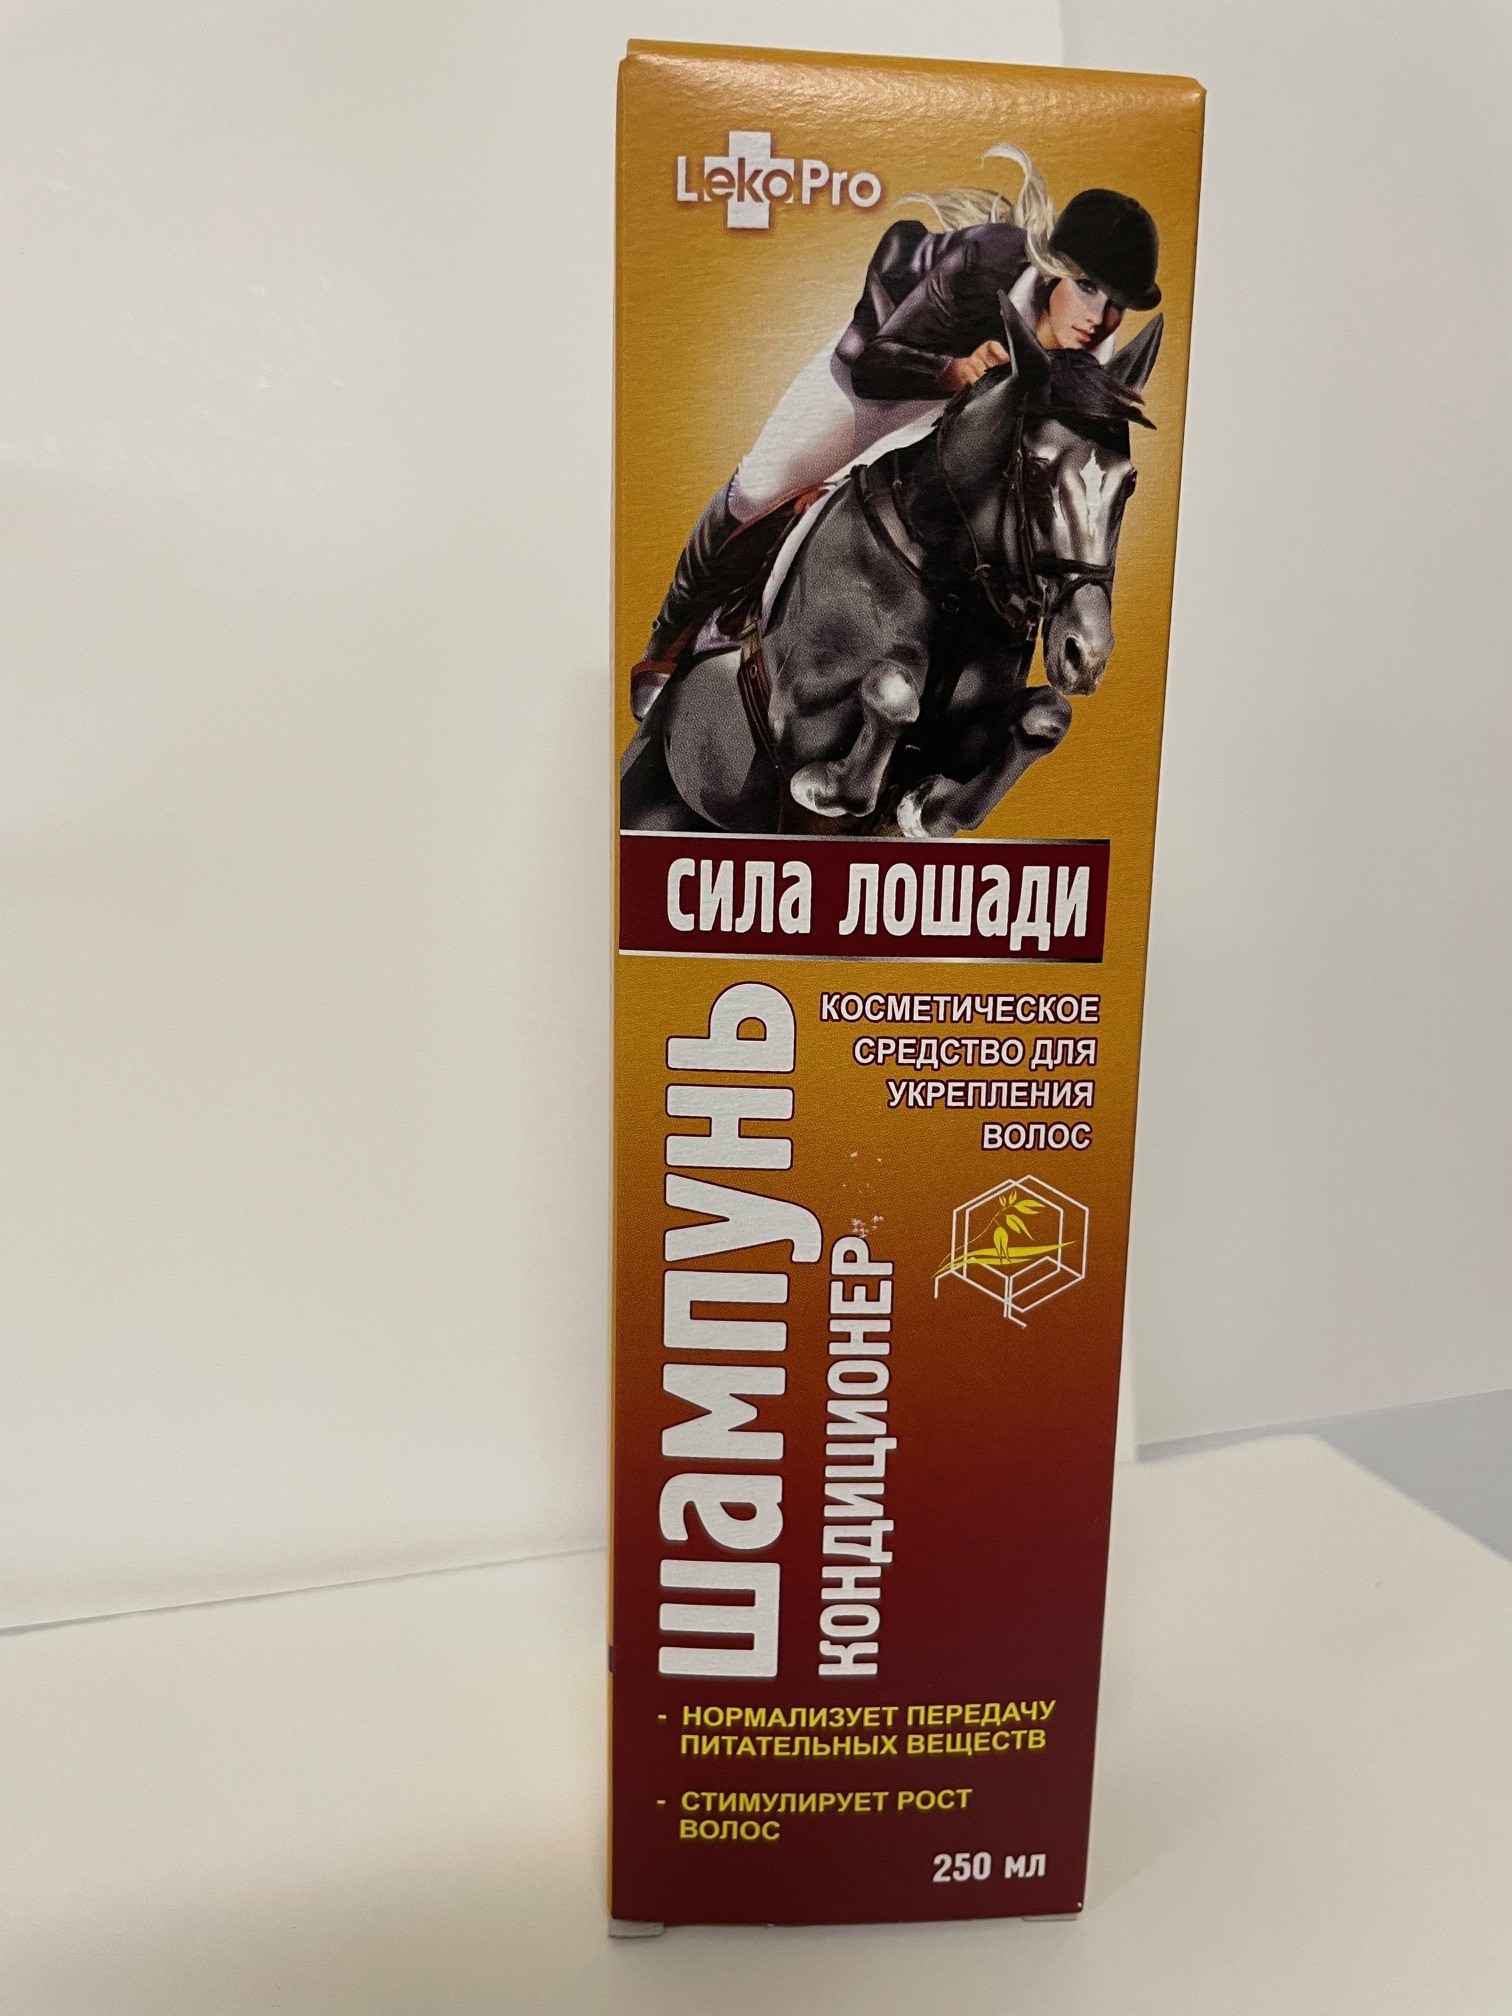 LekoPro
СИЛА ЛОШАДИ
КОСМЕТИЧЕСКОЕ
СРЕДСТВО ДЛЯ
УКРЕПЛЕНИЯ
ВОЛОС
ШАМПУНЬ
КОНДИЦИОНЕР
- НОРМАЛИЗУЕТ ПЕРЕДАЧУ
ПИТАТЕЛЬНЫХ ВЕЩЕСТВ
- СТИМУЛИРУЕТ РОСТ
ВОЛОС
250 мл